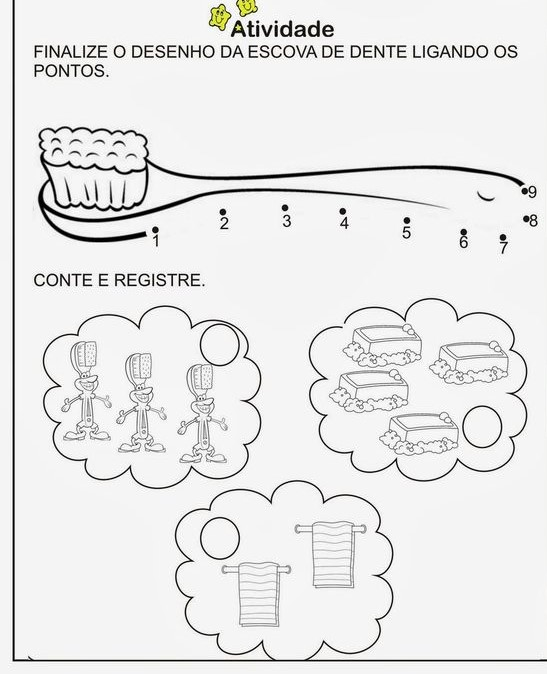 Atividade
FINALIZE O DESENHO DA ESCOVA DE DENTE LIGANDO OS
PONTOS.
9
8
1
2
3
4
5
6
7
CONTE E REGISTRE.